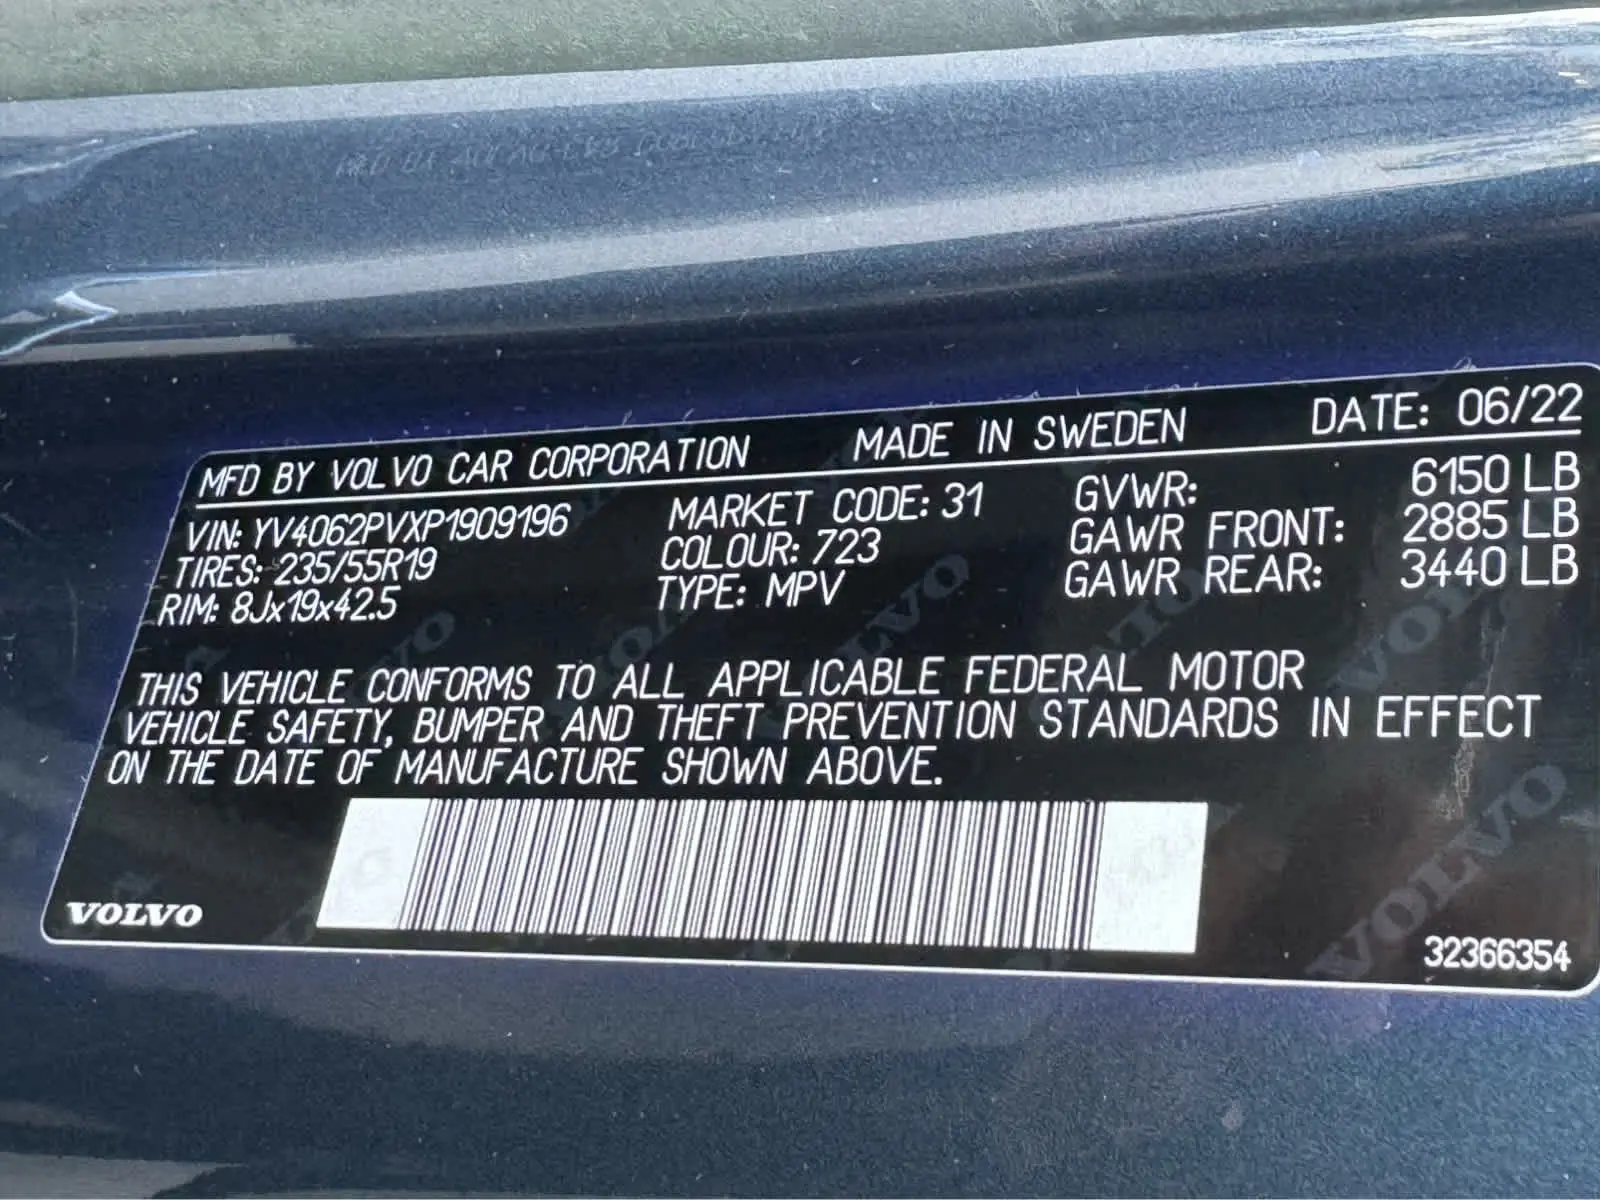 MFD BY VOLVO CAR CORPORATION MADE IN SWEDEN DATE: 06/22
VIN: YV4062PVXP1909196 MARKET CODE: 31 GVWR: 6150 LB
TIRES: 235/55R19 COLOUR: 723 GAWR FRONT: 2885 LB
RIM: 8Jx19x42.5 TYPE: MPV GAWR REAR: 3440 LB
THIS VEHICLE CONFORMS TO ALL APPLICABLE FEDERAL MOTOR
VEHICLE SAFETY, BUMPER AND THEFT PREVENTION STANDARDS IN EFFECT
ON THE DATE OF MANUFACTURE SHOWN ABOVE.
VOLVO
32366354